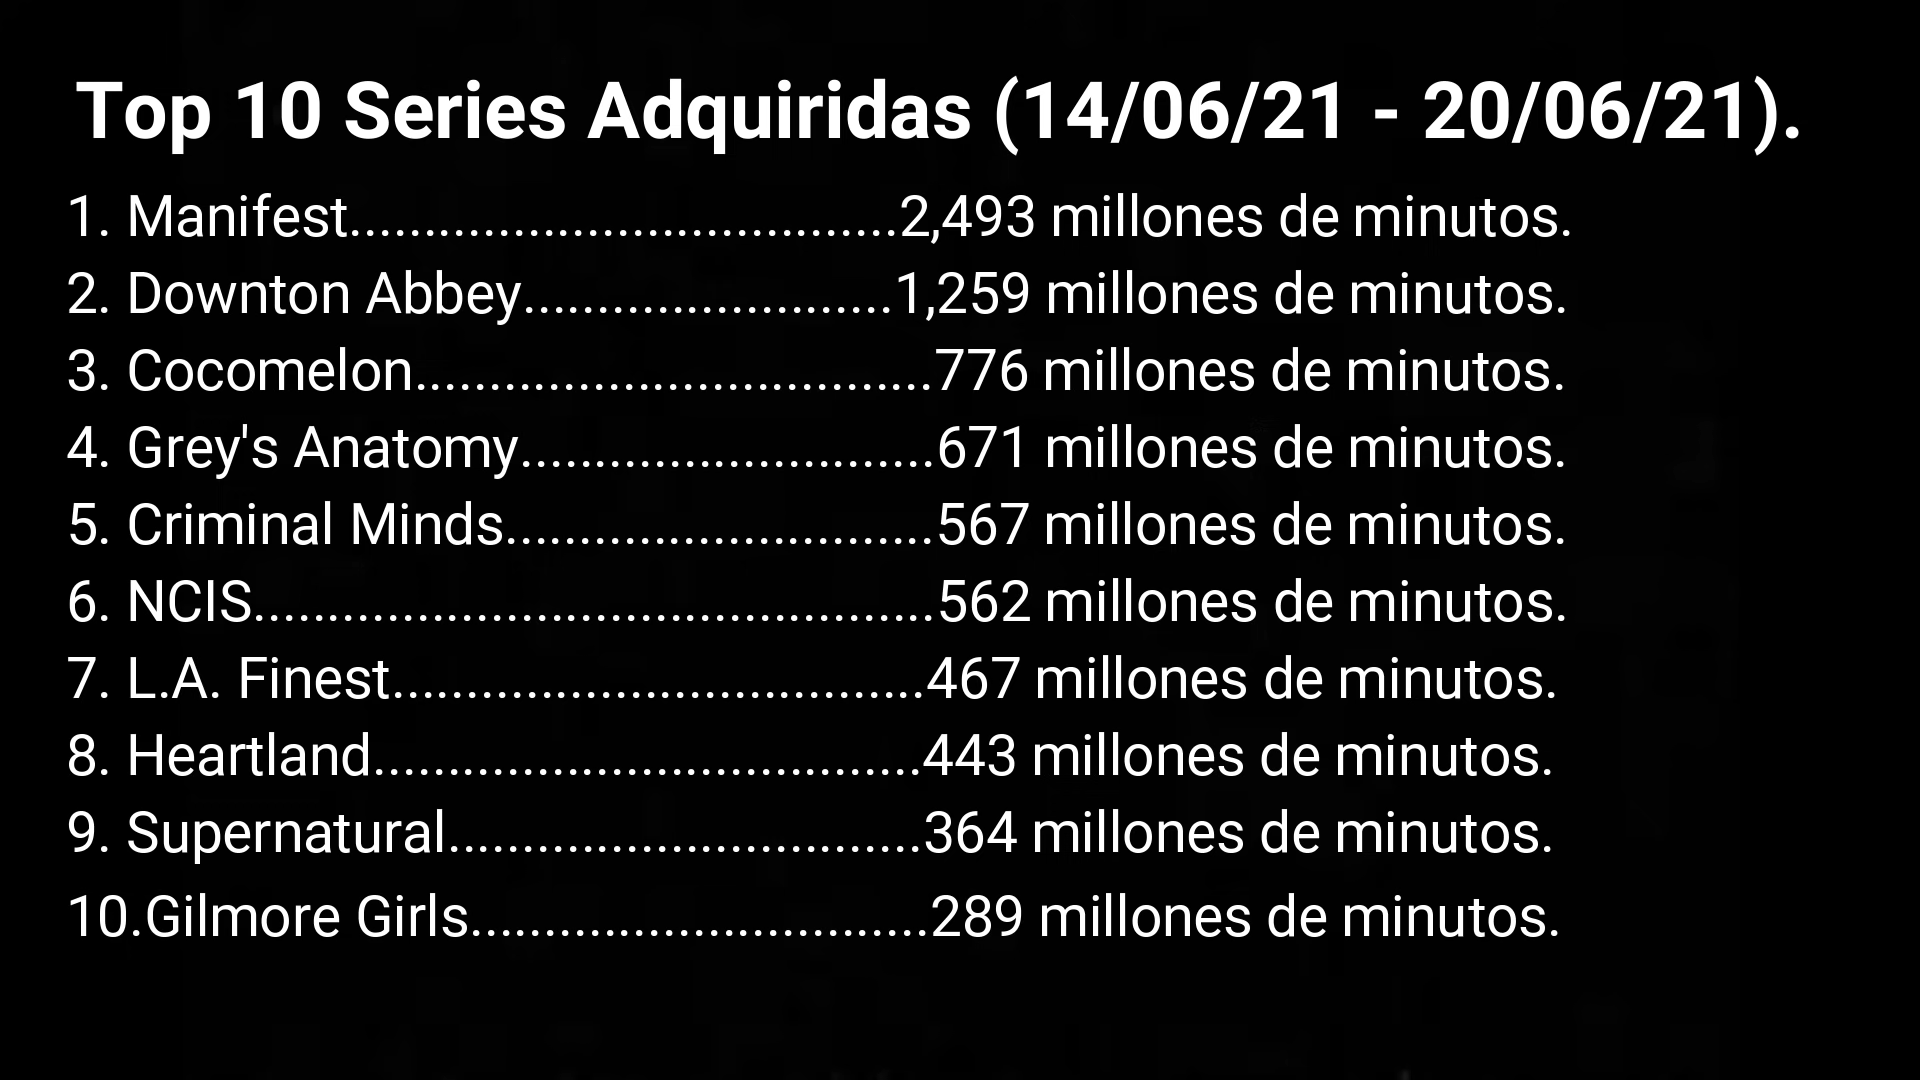 Top 10 Series Adquiridas (14/06/21 - 20/06/21).
1. Manifest.....................................2,493 millones de minutos.
2. Downton Abbey.........................1,259 millones de minutos.
3. Cocomelon...................................776 millones de minutos.
4. Grey's Anatomy............................671 millones de minutos.
5. Criminal Minds.............................567 millones de minutos.
6. NCIS..............................................562 millones de minutos.
7. L.A. Finest....................................467 millones de minutos.
8. Heartland.....................................443 millones de minutos.
9. Supernatural................................364 millones de minutos.
10.Gilmore Girls...............................289 millones de minutos.